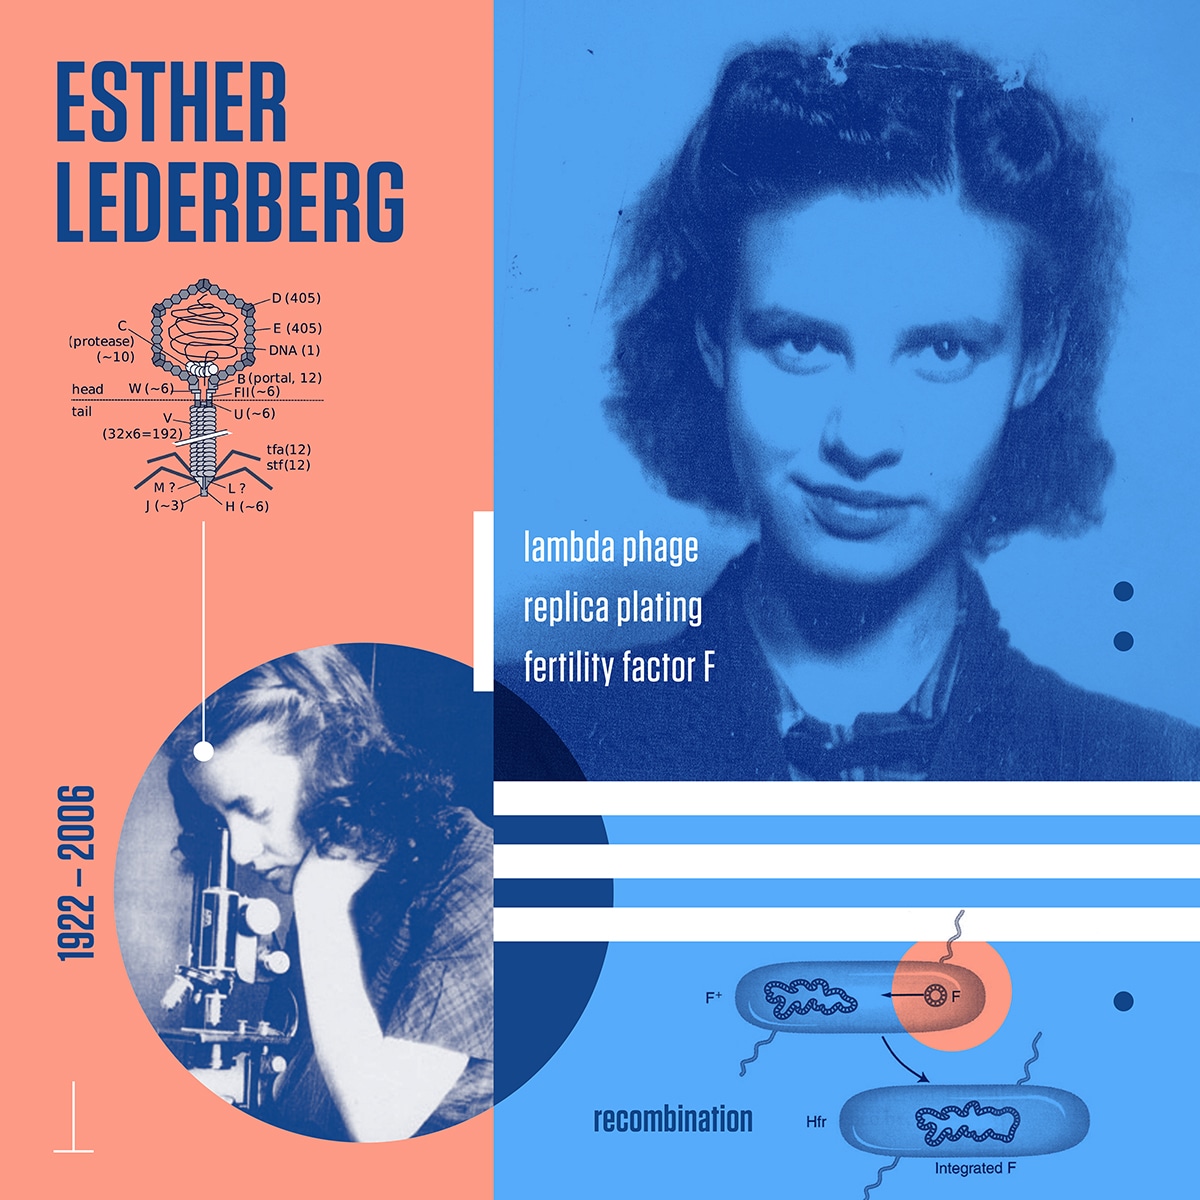 ESTHER
LEDERBERG
D (405)
E (405)
DNA (1)
C
(protease)
(~10)
B (portal, 12)
head
W (~6)
FII(~6)
tail
U (~6)
V
(32x6=192)
tfa(12)
stf(12)
M ?
L ?
J (~3)
H (~6)
lambda phage
replica plating
fertility factor F
1922 – 2006
F⁺
F
recombination
Hfr
Integrated F